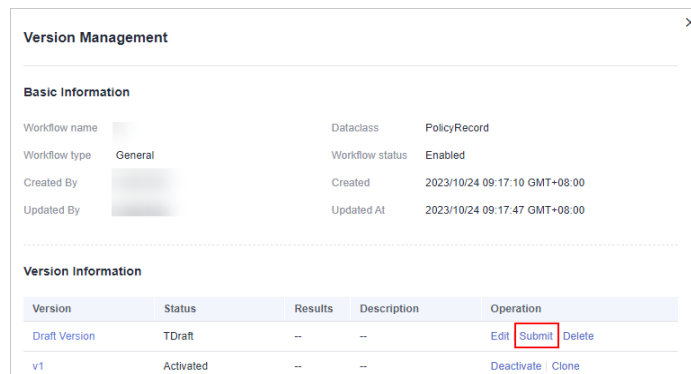 Version Management
Basic Information
Workflow name Dataclass PolicyRecord
Workflow type General Workflow status Enabled
Created By Created 2023/10/24 09:17:10 GMT+08:00
Updated By Updated At 2023/10/24 09:17:47 GMT+08:00
Version Information
Version Status Results Description Operation
Draft Version TDraft -- -- Edit Submit Delete
v1 Activated -- -- Deactivate Clone